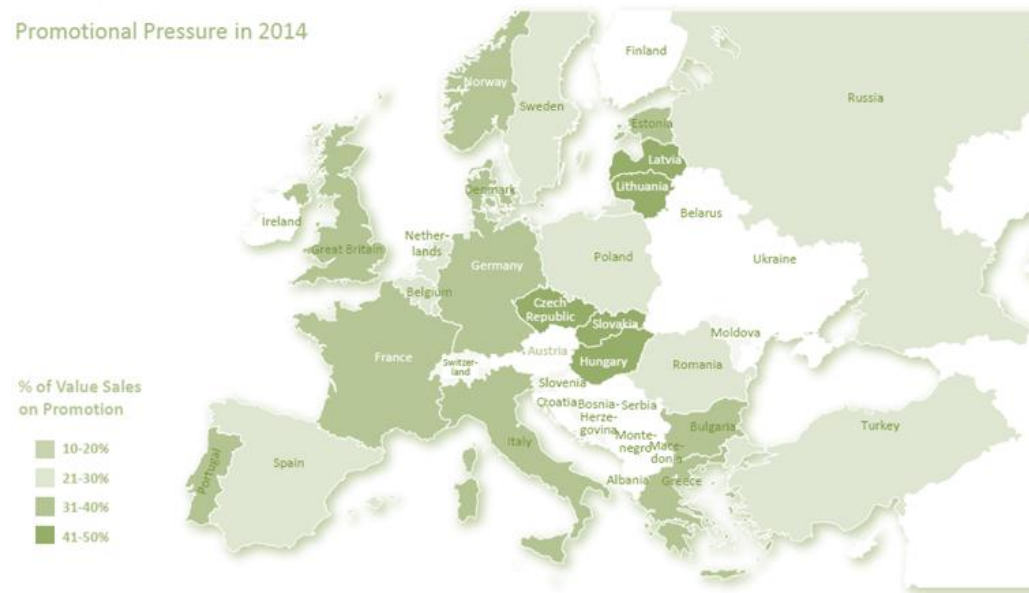 Promotional Pressure in 2014
Finland
Norway
Sweden
Russia
Estonia
Latvia
Lithuania
Denmark
Belarus
Ireland
Great Britain
Nether-
lands
Germany
Poland
Ukraine
Belgium
Czech
Republic
Slovakia
Moldova
France
Switzer-
land
Austria
Hungary
Romania
Slovenia
Croatia
Bosnia-
Herze-
govina
Serbia
Monte-
negro
Mace-
donia
Bulgaria
Turkey
Italy
Albania
Greece
Spain
Portugal
% of Value Sales
on Promotion
10-20%
21-30%
31-40%
41-50%